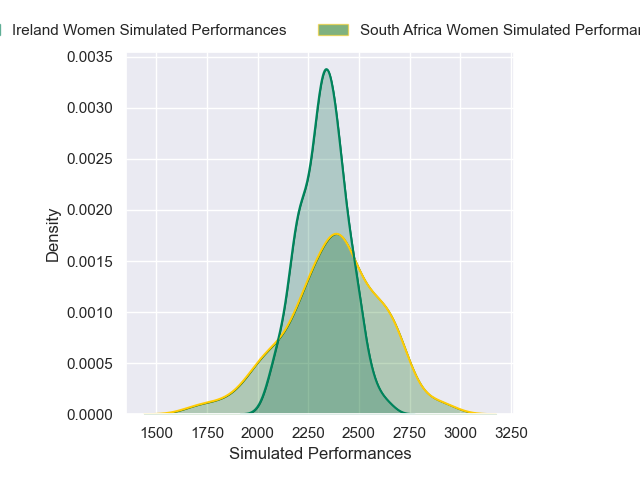 Ireland Women Simulated Performances South Africa Women Simulated
0.0035
0.0030
0.0025
0.0020
0.0015
0.0010
0.0005
0.0000
Density
1500 1750 2000 2250 2500 2750 3000 3250
Simulated Performances